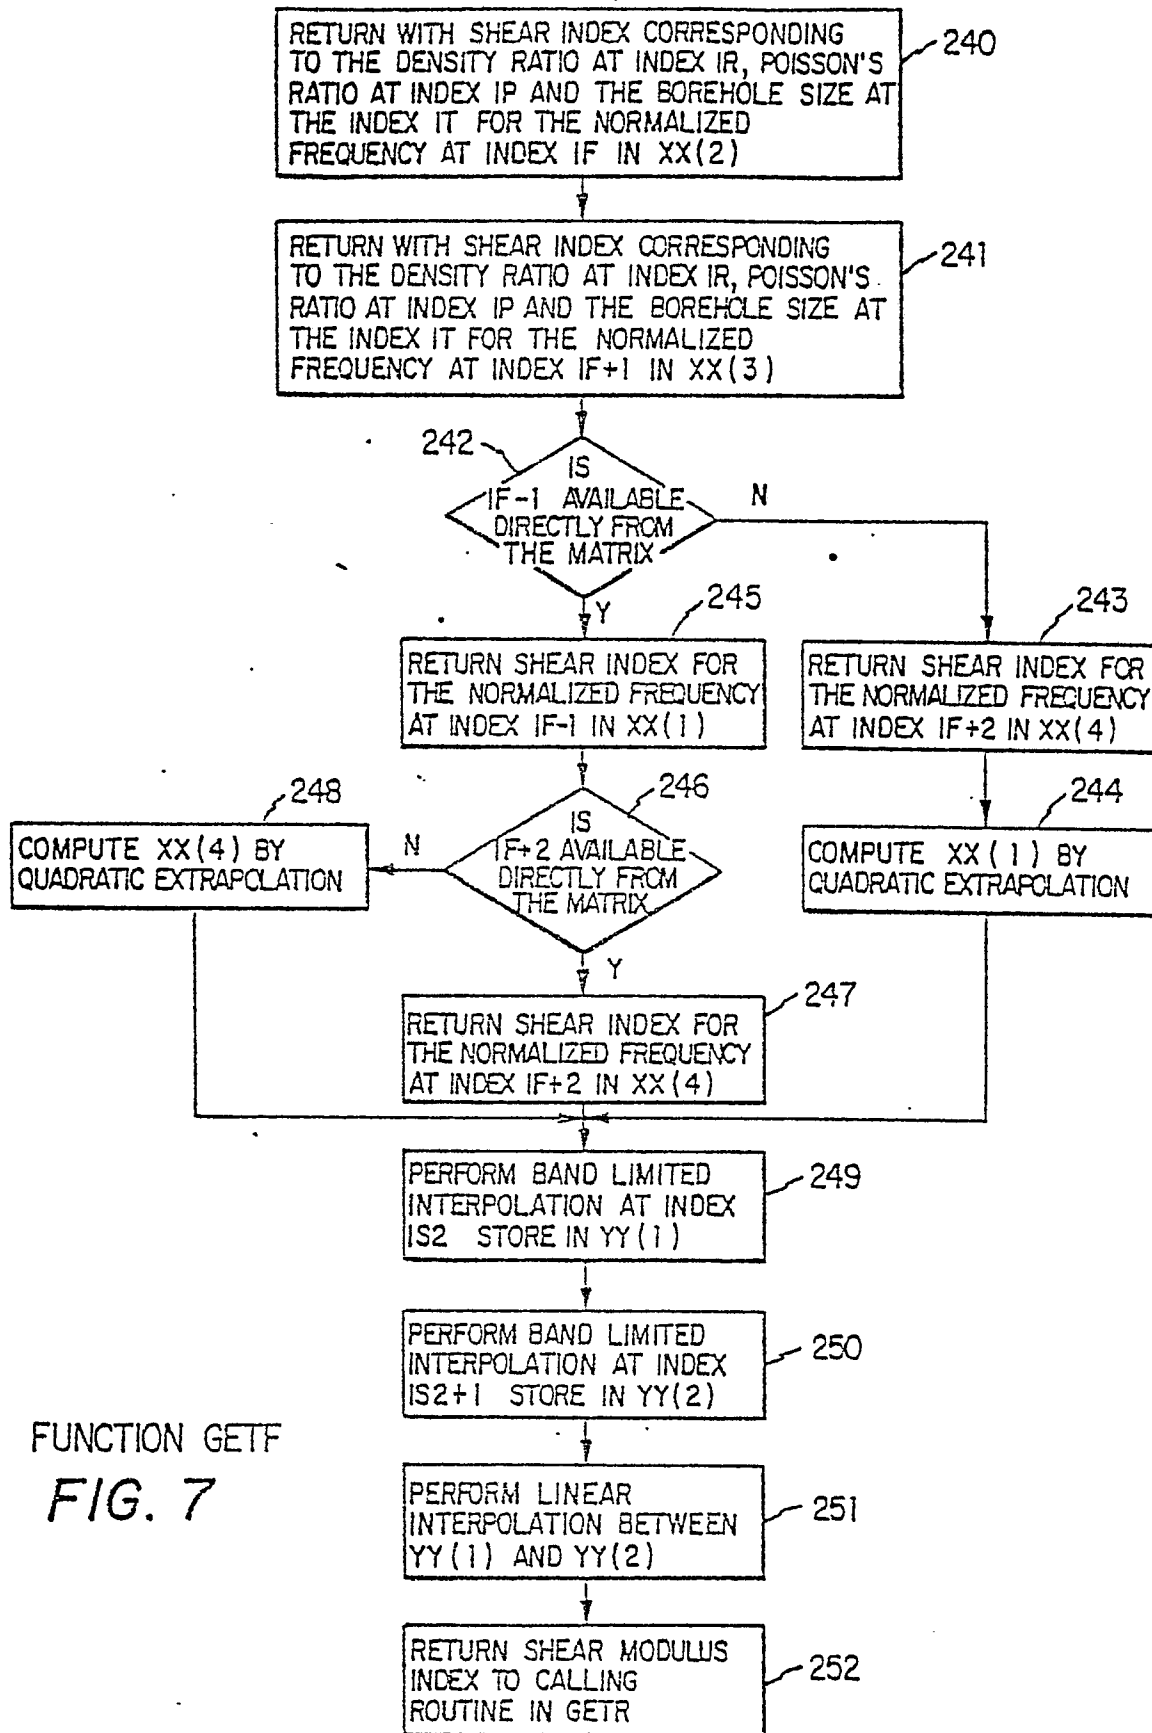 RETURN WITH SHEAR INDEX CORRESPONDING
TO THE DENSITY RATIO AT INDEX IR, POISSON'S
RATIO AT INDEX IP AND THE BOREHOLE SIZE AT
THE INDEX IT FOR THE NORMALIZED
FREQUENCY AT INDEX IF IN XX(2)
240
RETURN WITH SHEAR INDEX CORRESPONDING
TO THE DENSITY RATIO AT INDEX IR, POISSON'S
RATIO AT INDEX IP AND THE BOREHOLE SIZE AT
THE INDEX IT FOR THE NORMALIZED
FREQUENCY AT INDEX IF+1 IN XX(3)
241
242
IS
IF-1 AVAILABLE
DIRECTLY FROM
THE MATRIX
N
Y
245
RETURN SHEAR INDEX FOR
THE NORMALIZED FREQUENCY
AT INDEX IF-1 IN XX(1)
243
RETURN SHEAR INDEX FOR
THE NORMALIZED FREQUENCY
AT INDEX IF+2 IN XX(4)
246
IS
IF+2 AVAILABLE
DIRECTLY FROM
THE MATRIX
N
Y
248
COMPUTE XX(4) BY
QUADRATIC EXTRAPOLATION
244
COMPUTE XX(1) BY
QUADRATIC EXTRAPOLATION
247
RETURN SHEAR INDEX FOR
THE NORMALIZED FREQUENCY
AT INDEX IF+2 IN XX(4)
PERFORM BAND LIMITED
INTERPOLATION AT INDEX
IS2 STORE IN YY(1)
249
PERFORM BAND LIMITED
INTERPOLATION AT INDEX
IS2+1 STORE IN YY(2)
250
PERFORM LINEAR
INTERPOLATION BETWEEN
YY(1) AND YY(2)
251
RETURN SHEAR MODULUS
INDEX TO CALLING
ROUTINE IN GETR
252
FUNCTION GETF
FIG. 7